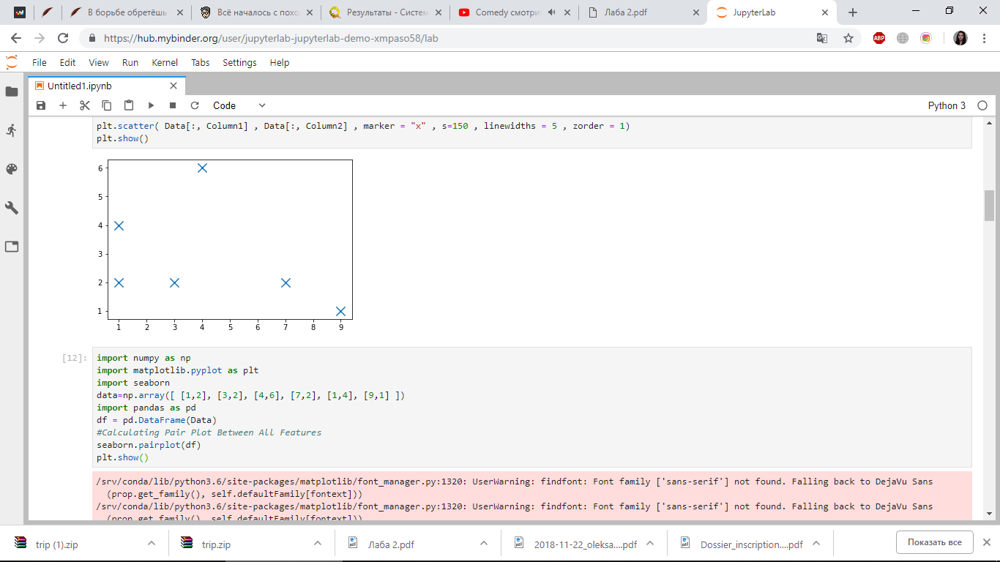 В борьбе обретёшь
Всё началось с похо
Результаты - Систем
Comedy смотри
Лаба 2.pdf
JupyterLab
https://hub.mybinder.org/user/jupyterlab-jupyterlab-demo-xmpaso58/lab
ABP
File Edit View Run Kernel Tabs Settings Help
Untitled1.ipynb
Code
Python 3
plt.scatter( Data[:, Column1] , Data[:, Column2] , marker = "x" , s=150 , linewidths = 5 , zorder = 1)
plt.show()
6
5
4
3
2
1
1 2 3 4 5 6 7 8 9
[12]:
import numpy as np
import matplotlib.pyplot as plt
import seaborn
data=np.array([ [1,2], [3,2], [4,6], [7,2], [1,4], [9,1] ])
import pandas as pd
df = pd.DataFrame(Data)
#Calculating Pair Plot Between All Features
seaborn.pairplot(df)
plt.show()
/srv/conda/lib/python3.6/site-packages/matplotlib/font_manager.py:1320: UserWarning: findfont: Font family ['sans-serif'] not found. Falling back to DejaVu Sans
(prop.get_family(), self.defaultFamily[fontext]))
/srv/conda/lib/python3.6/site-packages/matplotlib/font_manager.py:1320: UserWarning: findfont: Font family ['sans-serif'] not found. Falling back to DejaVu Sans
(prop.get_family(), self.defaultFamily[fontext]))
trip (1).zip
trip.zip
Лаба 2.pdf
2018-11-22_oleksa....pdf
Dossier_inscription....pdf
Показать все